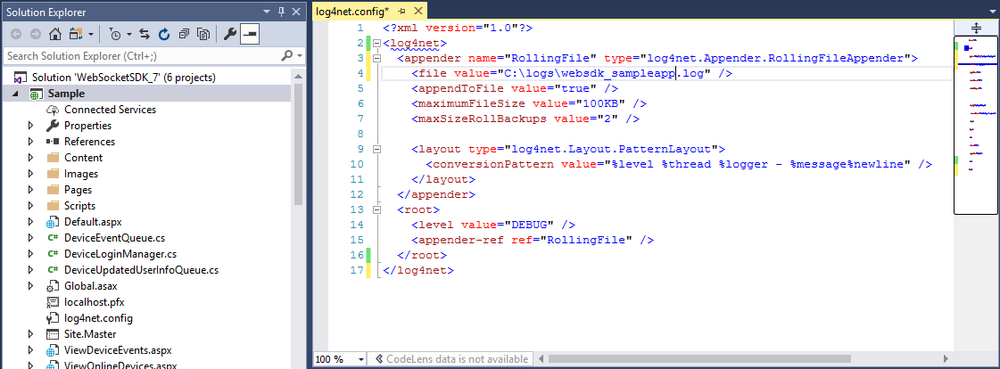 Solution Explorer
Search Solution Explorer (Ctrl+;)
Solution 'WebSocketSDK_7' (6 projects)
Sample
Connected Services
Properties
References
Content
Images
Pages
Scripts
Default.aspx
C# DeviceEventQueue.cs
C# DeviceLoginManager.cs
C# DeviceUpdatedUserInfoQueue.cs
Global.asax
localhost.pfx
log4net.config
Site.Master
ViewDeviceEvents.aspx
ViewOnlineDevices.aspx
log4net.config*
1 <?xml version="1.0"?>
2 <log4net>
3 <appender name="RollingFile" type="log4net.Appender.RollingFileAppender">
4 <file value="C:\logs\websdk_sampleapp.log" />
5 <appendToFile value="true" />
6 <maximumFileSize value="100KB" />
7 <maxSizeRollBackups value="2" />
8
9 <layout type="log4net.Layout.PatternLayout">
10 <conversionPattern value="%level %thread %logger - %message%newline" />
11 </layout>
12 </appender>
13 <root>
14 <level value="DEBUG" />
15 <appender-ref ref="RollingFile" />
16 </root>
17 </log4net>
100 %
CodeLens data is not available